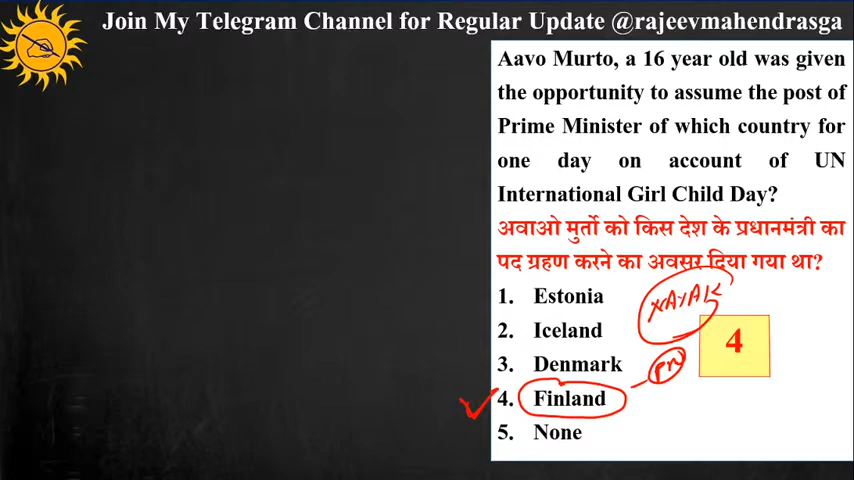 Join My Telegram Channel for Regular Update @rajeevmahendrasga
Aavo Murto, a 16 year old was given
the opportunity to assume the post of
Prime Minister of which country for
one day on account of UN
International Girl Child Day?
अवाओ मुर्तो को किस देश के प्रधानमंत्री का
पद ग्रहण करने का अवसर दिया गया था?
1. Estonia
2. Iceland
3. Denmark
4. Finland
5. None
4